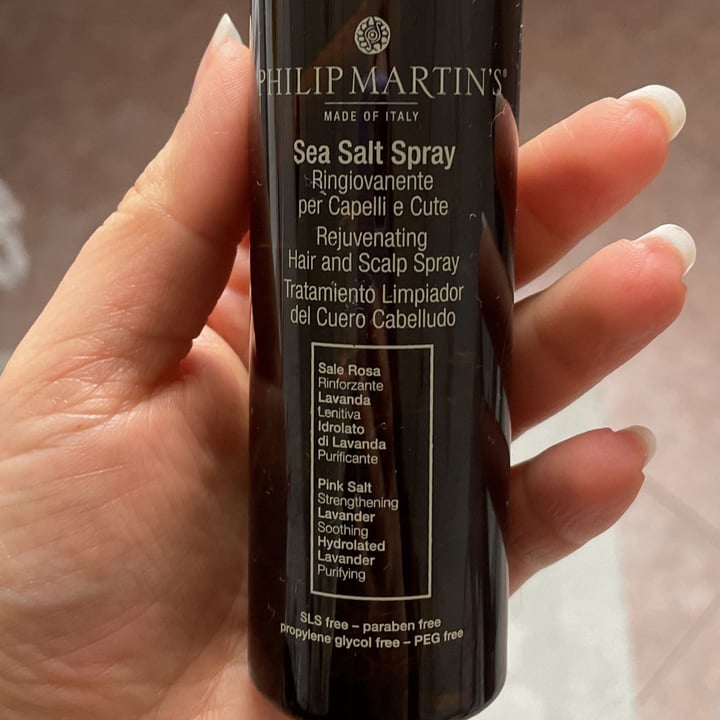 PHILIP MARTIN'S®
MADE OF ITALY
Sea Salt Spray
Ringiovanente
per Capelli e Cute
Rejuvenating
Hair and Scalp Spray
Tratamiento Limpiador
del Cuero Cabelludo
Sale Rosa
Rinforzante
Lavanda
Lenitiva
Idrolato
di Lavanda
Purificante
Pink Salt
Strengthening
Lavander
Soothing
Hydrolated
Lavander
Purifying
SLS free – paraben free
propylene glycol free – PEG free